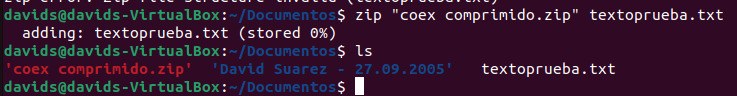 davids@davids-VirtualBox:~/Documentos$ zip "coex comprimido.zip" textoprueba.txt
  adding: textoprueba.txt (stored 0%)
davids@davids-VirtualBox:~/Documentos$ ls
'coex comprimido.zip'  'David Suarez - 27.09.2005'   textoprueba.txt
davids@davids-VirtualBox:~/Documentos$